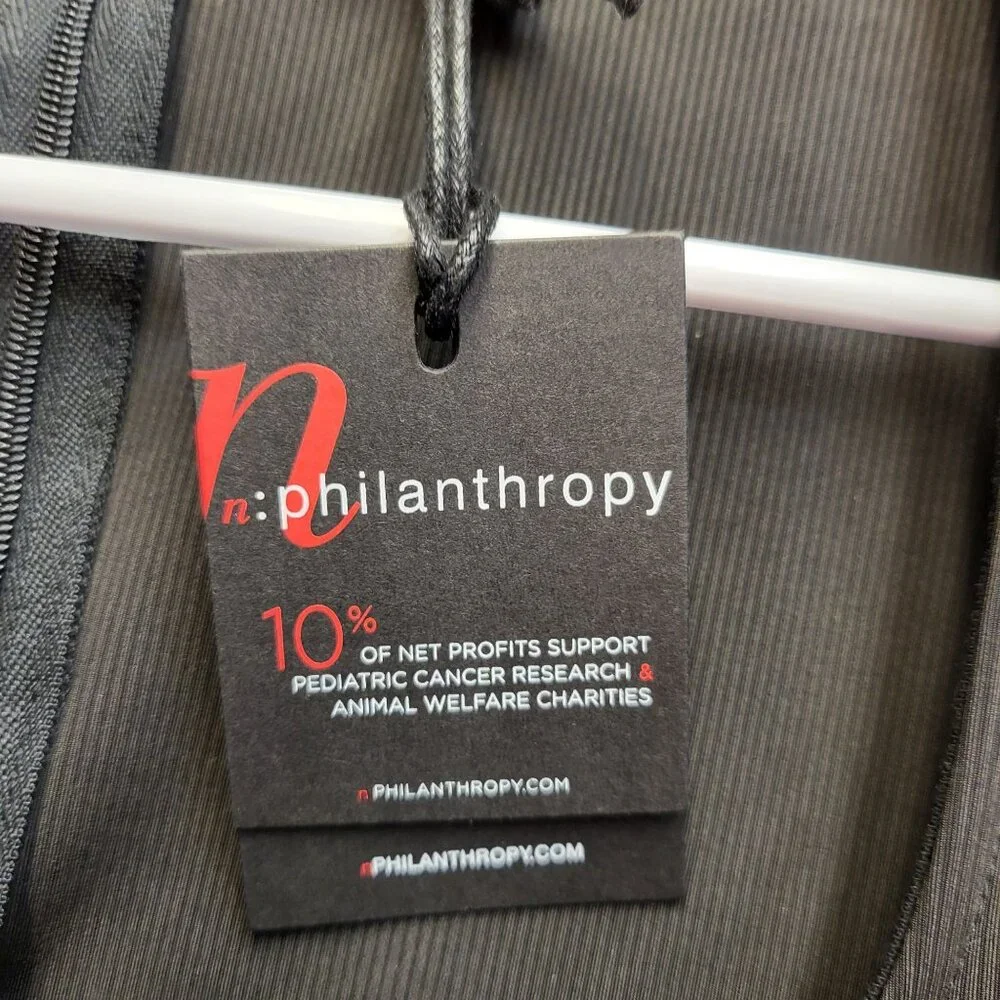 n
n:philanthropy
10%
OF NET PROFITS SUPPORT
PEDIATRIC CANCER RESEARCH &
ANIMAL WELFARE CHARITIES
nPHILANTHROPY.COM
nPHILANTHROPY.COM